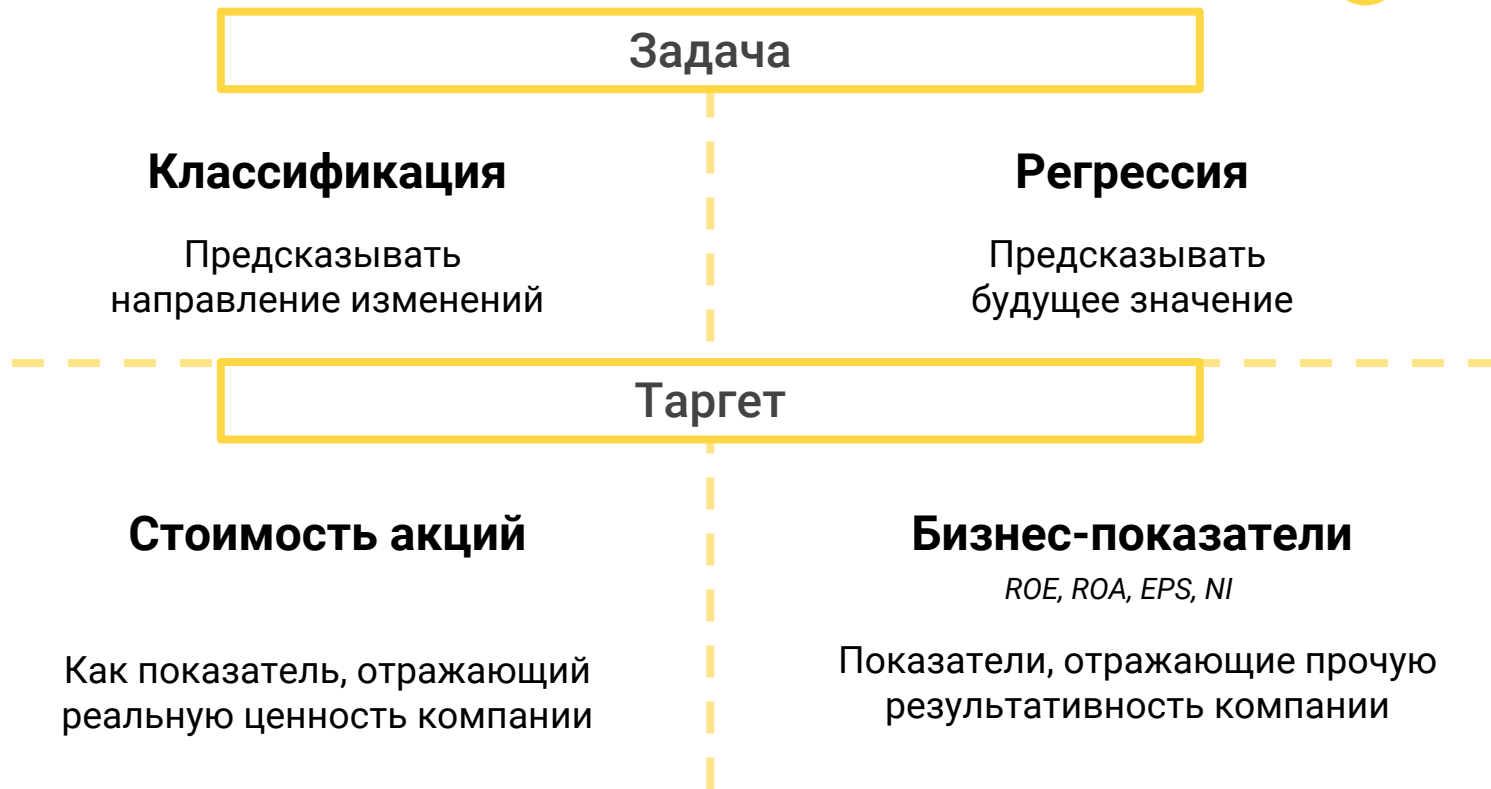 Задача
Классификация
Предсказывать
направление изменений
Регрессия
Предсказывать
будущее значение
Таргет
Стоимость акций
Как показатель, отражающий
реальную ценность компании
Бизнес-показатели
ROE, ROA, EPS, NI
Показатели, отражающие прочую
результативность компании